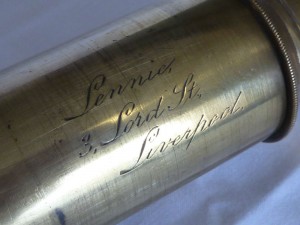 Lennie,
3, Lord St,
Liverpool.